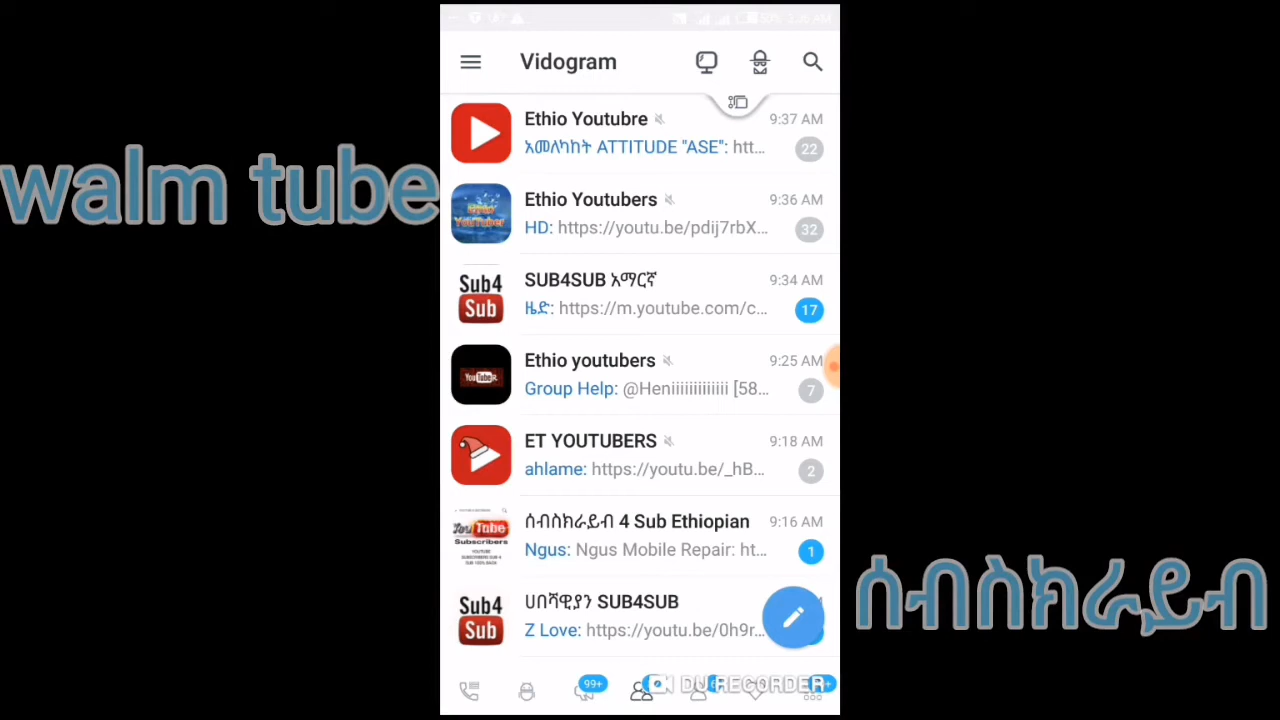 Vidogram
walm tube
Ethio Youtubre
9:37 AM
አመለካከት ATTITUDE "ASE": htt...
22
Ethio Youtubers
9:36 AM
HD: https://youtu.be/pdij7rbX...
32
Sub4
Sub
SUB4SUB አማርኛ
9:34 AM
ዜድ: https://m.youtube.com/c...
17
YouTube
Ethio youtubers
9:25 AM
Group Help: @Heniiiiiiiiiiiii [58...
7
ET YOUTUBERS
9:18 AM
ahlame: https://youtu.be/_hB...
2
YouTube
Subscribers
ሰብስክራይብ 4 Sub Ethiopian
9:16 AM
Ngus: Ngus Mobile Repair: ht...
1
ሰብስክራይብ
Sub4
Sub
ሀበሻዊያን SUB4SUB
Z Love: https://youtu.be/0h9r...
99+
DU RECORDER